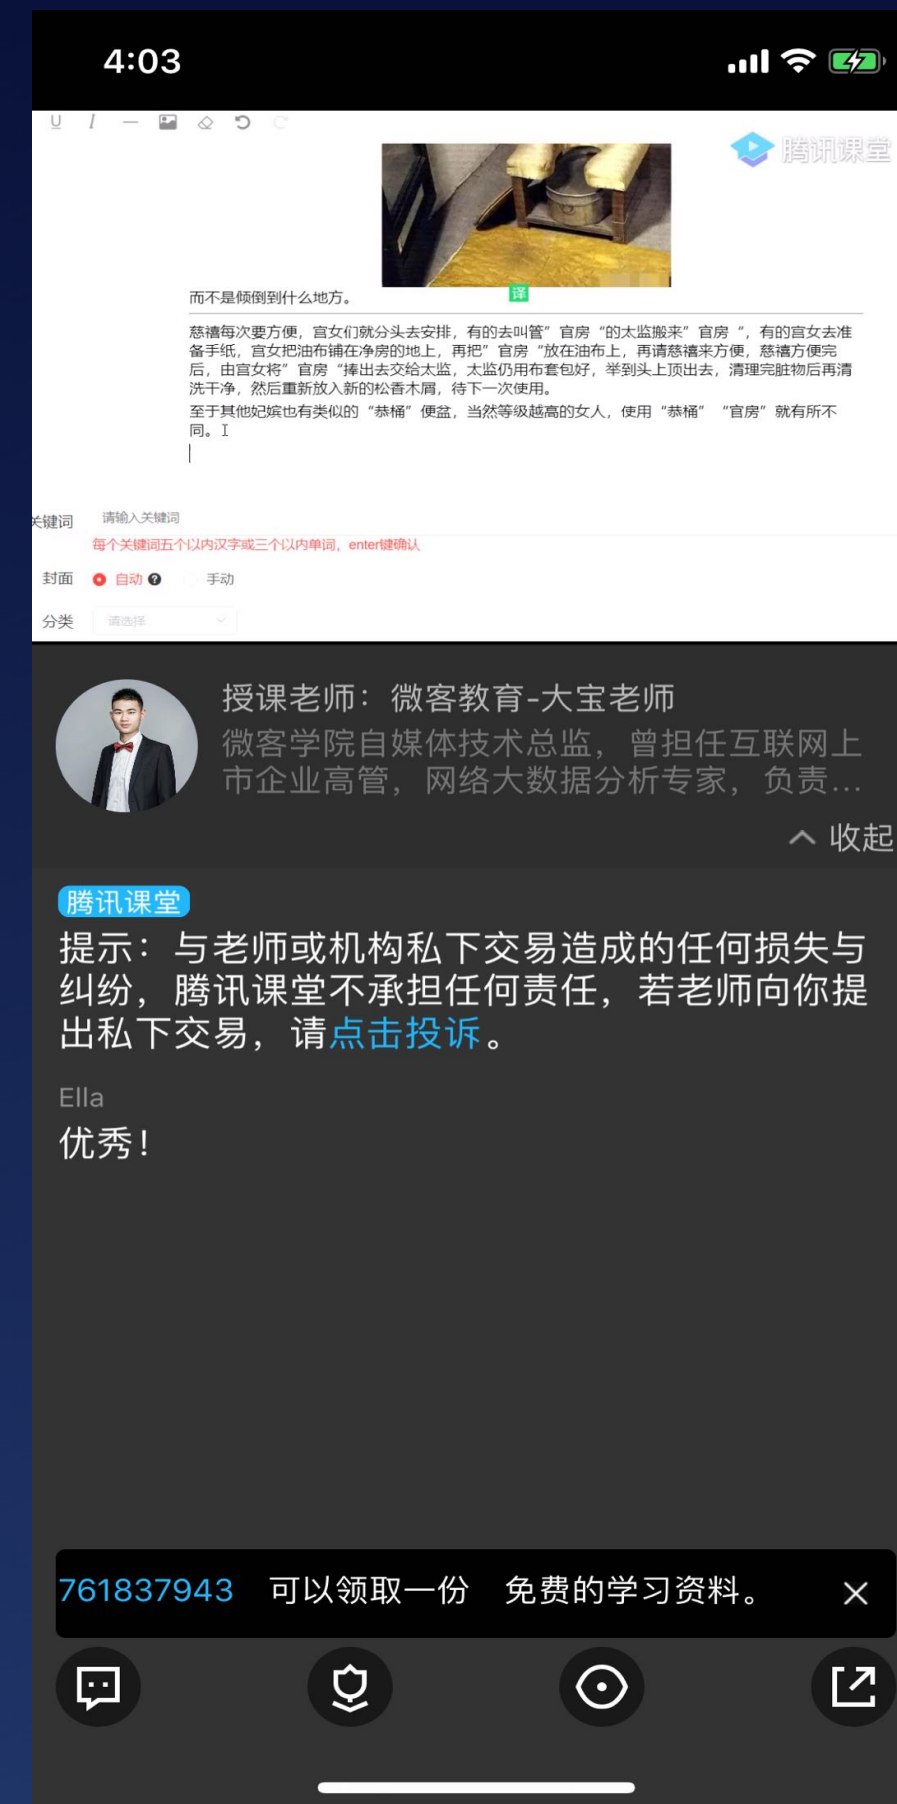 4:03
腾讯课堂
译
而不是倾倒到什么地方。
慈禧每次要方便，宫女们就分头去安排，有的去叫管”官房“的太监搬来”官房“，有的宫女去准
备手纸，宫女把油布铺在净房的地上，再把”官房“放在油布上，再请慈禧来方便，慈禧方便完
后，由宫女将”官房“捧出去交给太监，太监仍用布套包好，举到头上顶出去，清理完脏物后再清
洗干净，然后重新放入新的松香木屑，待下一次使用。
至于其他妃嫔也有类似的“恭桶”便盆，当然等级越高的女人，使用“恭桶”“官房”就有所不
同。
关键词 请输入关键词
每个关键词五个以内汉字或三个以内单词，enter键确认
封面 自动 ? 手动
分类 请选择
授课老师：微客教育-大宝老师
微客学院自媒体技术总监，曾担任互联网上
市企业高管，网络大数据分析专家，负责...
收起
腾讯课堂
提示：与老师或机构私下交易造成的任何损失与
纠纷，腾讯课堂不承担任何责任，若老师向你提
出私下交易，请点击投诉。
Ella
优秀！
761837943 可以领取一份 免费的学习资料。